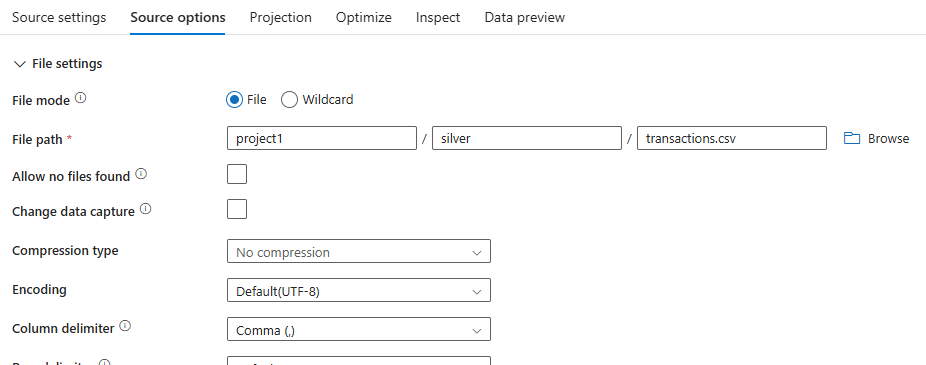 Source settings Source options Projection Optimize Inspect Data preview
File settings
File mode File Wildcard
File path * project1 / silver / transactions.csv Browse
Allow no files found
Change data capture
Compression type No compression
Encoding Default(UTF-8)
Column delimiter Comma (,)